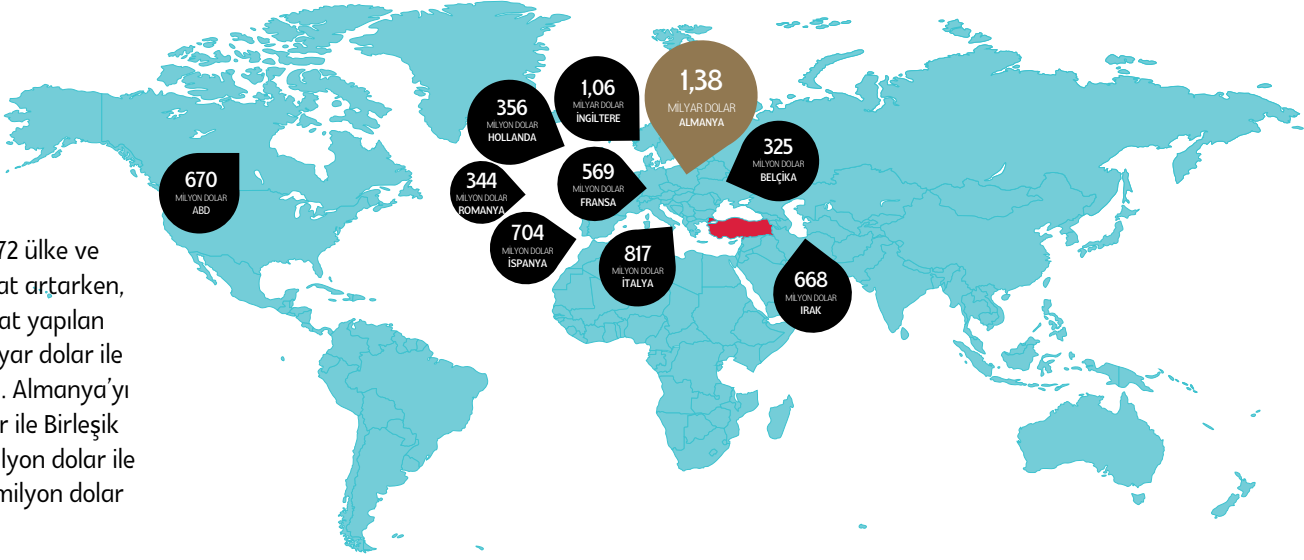 1,38
MİLYAR DOLAR
ALMANYA
1,06
MİLYAR DOLAR
İNGİLTERE
356
MİLYON DOLAR
HOLLANDA
325
MİLYON DOLAR
BELÇİKA
670
MİLYON DOLAR
ABD
344
MİLYON DOLAR
ROMANYA
569
MİLYON DOLAR
FRANSA
704
MİLYON DOLAR
İSPANYA
817
MİLYON DOLAR
İTALYA
668
MİLYON DOLAR
IRAK
72 ülke ve
at artarken,
at yapılan
yar dolar ile
. Almanya’yı
r ile Birleşik
lyon dolar ile
milyon dolar